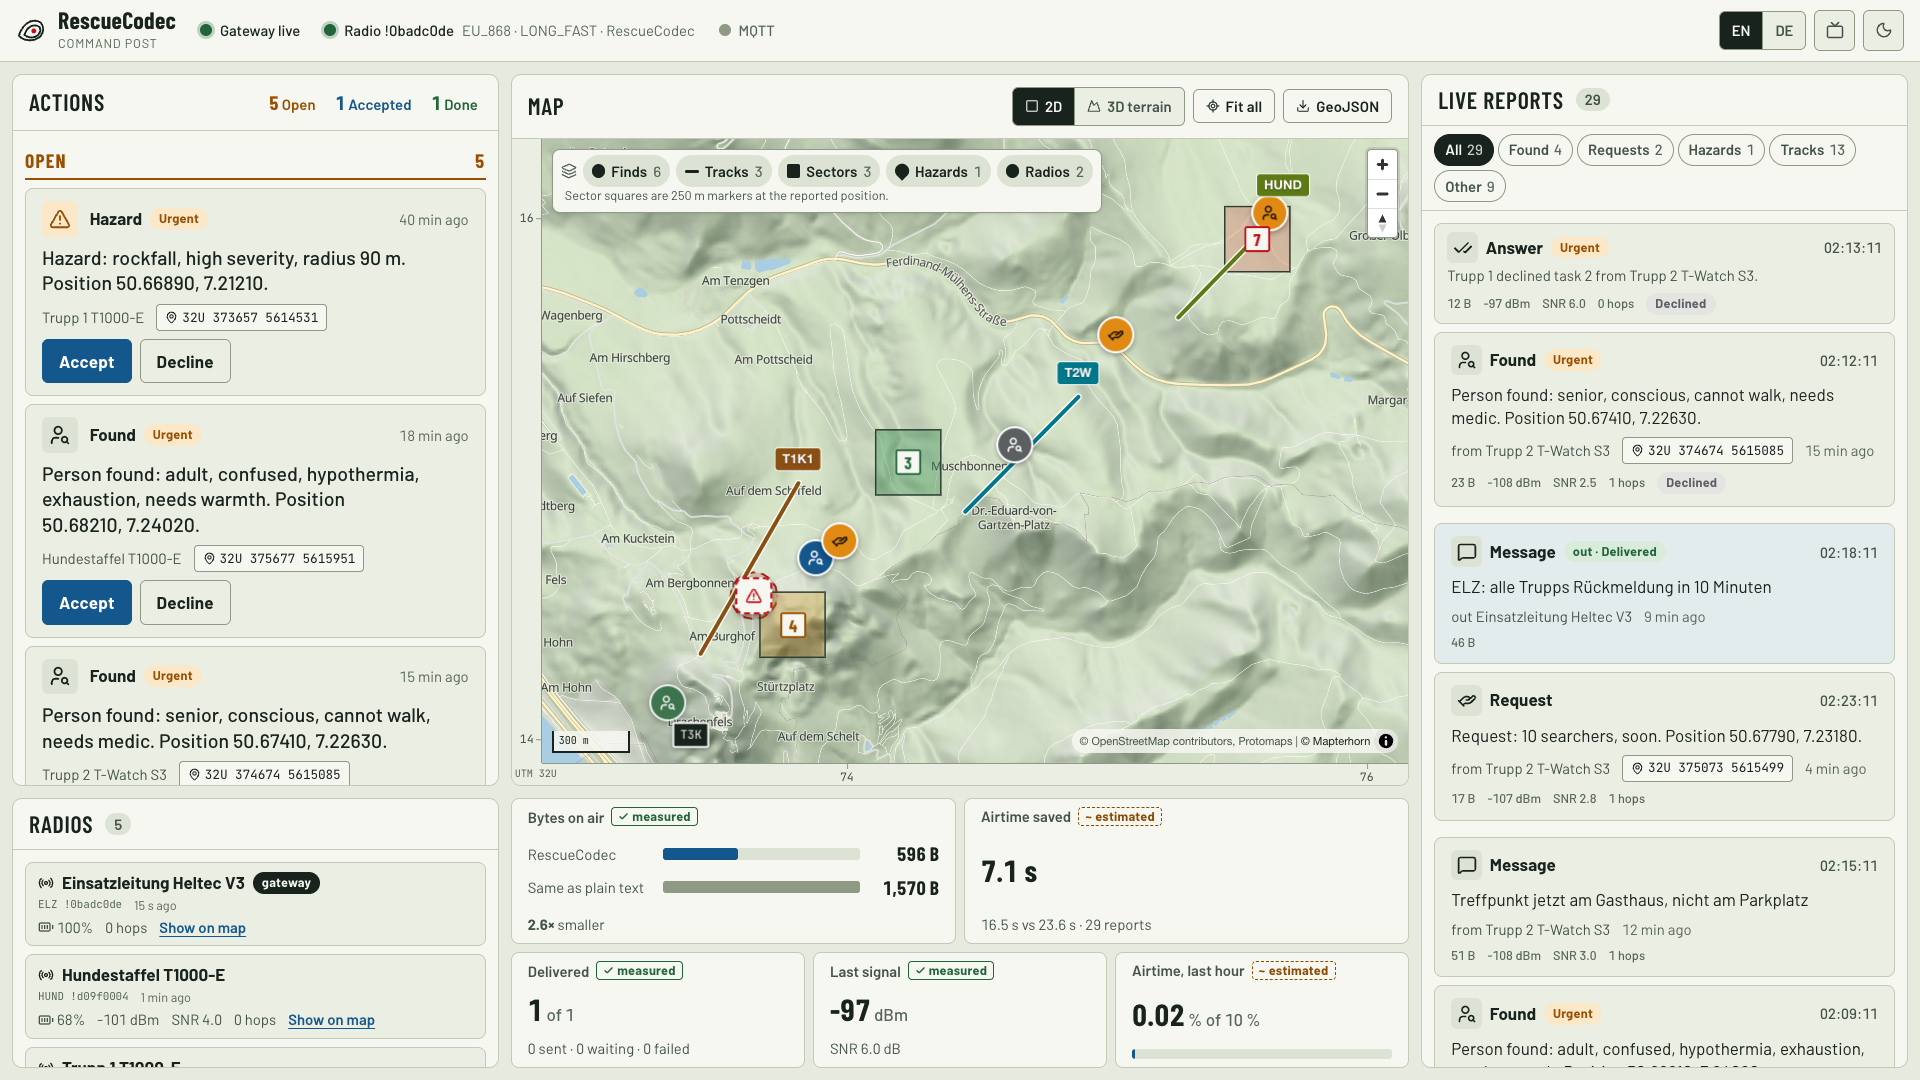 RescueCodec
COMMAND POST
Gateway live
Radio !0badc0de EU_868 · LONG_FAST · RescueCodec
MQTT
EN DE
ACTIONS
5 Open 1 Accepted 1 Done
OPEN 5
Hazard Urgent 40 min ago
Hazard: rockfall, high severity, radius 90 m.
Position 50.66890, 7.21210.
Trupp 1 T1000-E 32U 373657 5614531
Accept Decline
Found Urgent 18 min ago
Person found: adult, confused, hypothermia,
exhaustion, needs warmth. Position
50.68210, 7.24020.
Hundestaffel T1000-E 32U 375677 5615951
Accept Decline
Found Urgent 15 min ago
Person found: senior, conscious, cannot walk,
needs medic. Position 50.67410, 7.22630.
Trupp 2 T-Watch S3 32U 374674 5615085
RADIOS 5
Einsatzleitung Heltec V3 gateway
ELZ !0badc0de 15 s ago
100% 0 hops Show on map
Hundestaffel T1000-E
HUND !d09f0004 1 min ago
68% -101 dBm SNR 4.0 0 hops Show on map
Trupp 1 T1000-E
MAP
2D 3D terrain Fit all GeoJSON
Finds 6 Tracks 3 Sectors 3 Hazards 1 Radios 2
Sector squares are 250 m markers at the reported position.
16
HUND
7
Ferdinand-Mülhens-Straße
Am Tenzgen
Wagenberg
Pottscheidt
Am Hirschberg
Am Pottscheid
T2W
Auf Siefen
Margar
erg
T1K1
3
Muschbonnen
Auf dem Schleifeld
dtberg
Dr.-Eduard-von-
Gartzen-Platz
Am Kuckstein
Fels
Am Bergbonnen
4
Hohn
Am Burghof
Am Hohn
Stürtzplatz
Drachenfels
T3K
Auf dem Schelt
14
300 m
© OpenStreetMap contributors, Protomaps | © Mapterhorn
UTM 32U
74
76
Bytes on air measured
RescueCodec 596 B
Same as plain text 1,570 B
2.6× smaller
Airtime saved ~ estimated
7.1 s
16.5 s vs 23.6 s · 29 reports
Delivered measured
1 of 1
0 sent · 0 waiting · 0 failed
Last signal measured
-97 dBm
SNR 6.0 dB
Airtime, last hour ~ estimated
0.02 % of 10 %
LIVE REPORTS 29
All 29 Found 4 Requests 2 Hazards 1 Tracks 13
Other 9
Answer Urgent 02:13:11
Trupp 1 declined task 2 from Trupp 2 T-Watch S3.
12 B -97 dBm SNR 6.0 0 hops Declined
Found Urgent 02:12:11
Person found: senior, conscious, cannot walk, needs
medic. Position 50.67410, 7.22630.
from Trupp 2 T-Watch S3 32U 374674 5615085 15 min ago
23 B -108 dBm SNR 2.5 1 hops Declined
Message out · Delivered 02:18:11
ELZ: alle Trupps Rückmeldung in 10 Minuten
out Einsatzleitung Heltec V3 9 min ago
46 B
Request 02:23:11
Request: 10 searchers, soon. Position 50.67790, 7.23180.
from Trupp 2 T-Watch S3 32U 375073 5615499 4 min ago
17 B -107 dBm SNR 2.8 1 hops
Message 02:15:11
Treffpunkt jetzt am Gasthaus, nicht am Parkplatz
from Trupp 2 T-Watch S3 12 min ago
51 B -108 dBm SNR 3.0 1 hops
Found Urgent 02:09:11
Person found: adult, confused, hypothermia, exhaustion,